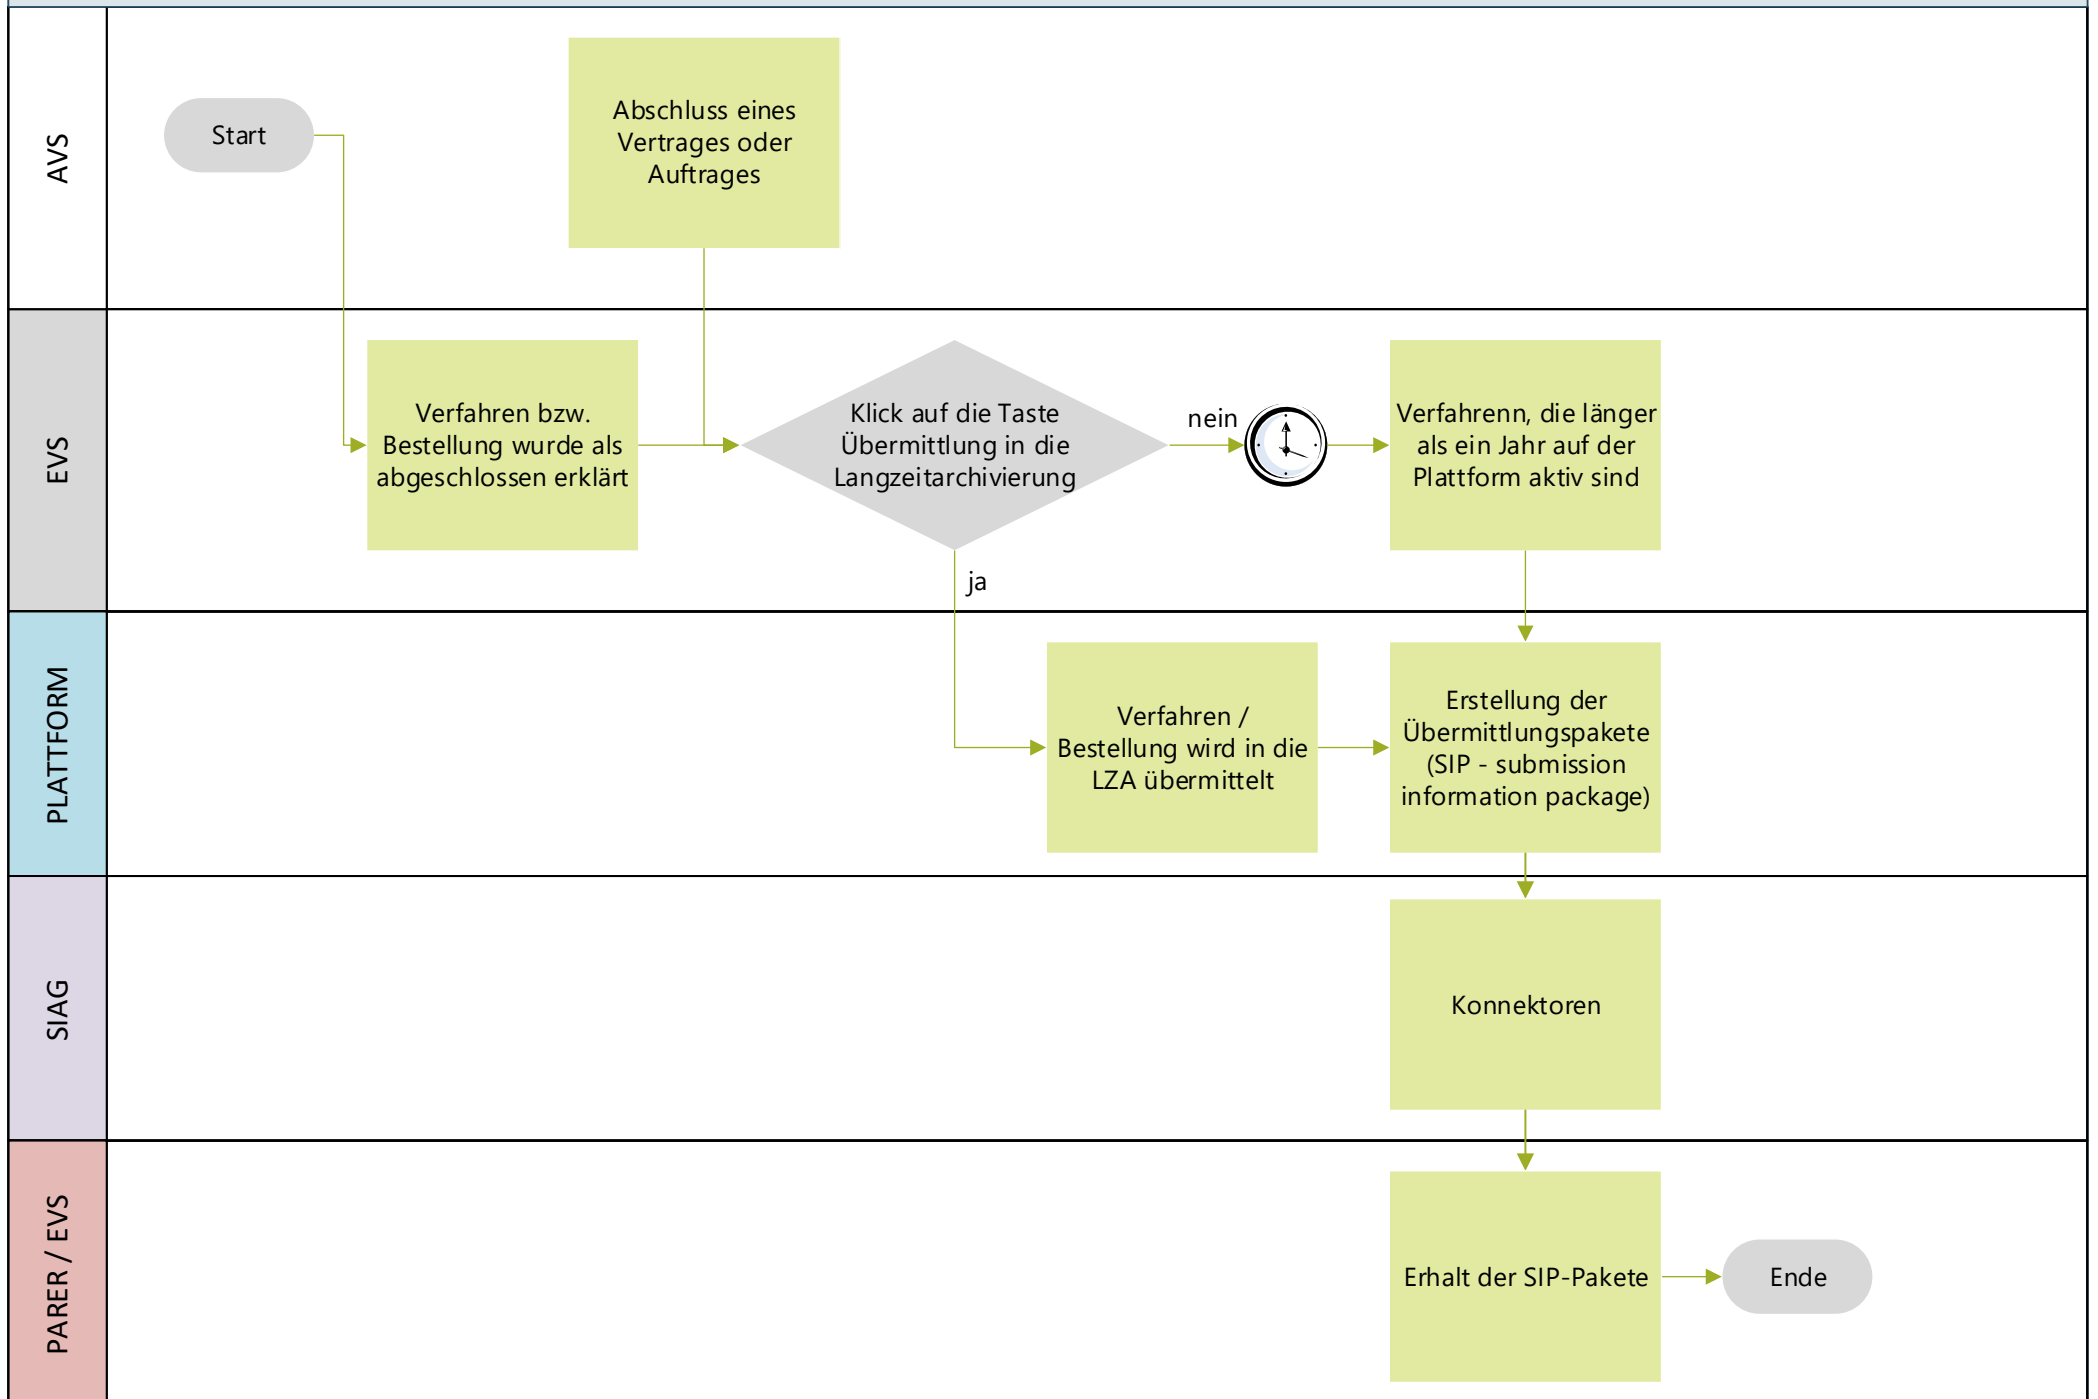 AVS
Start
Abschluss eines
Vertrages oder
Auftrages
EVS
Verfahren bzw.
Bestellung wurde als
abgeschlossen erklärt
Klick auf die Taste
Übermittlung in die
Langzeitarchivierung
nein
Verfahrenn, die länger
als ein Jahr auf der
Plattform aktiv sind
ja
PLATTFORM
Verfahren /
Bestellung wird in die
LZA übermittelt
Erstellung der
Übermittlungspakete
(SIP - submission
information package)
SIAG
Konnektoren
PARER / EVS
Erhalt der SIP-Pakete
Ende